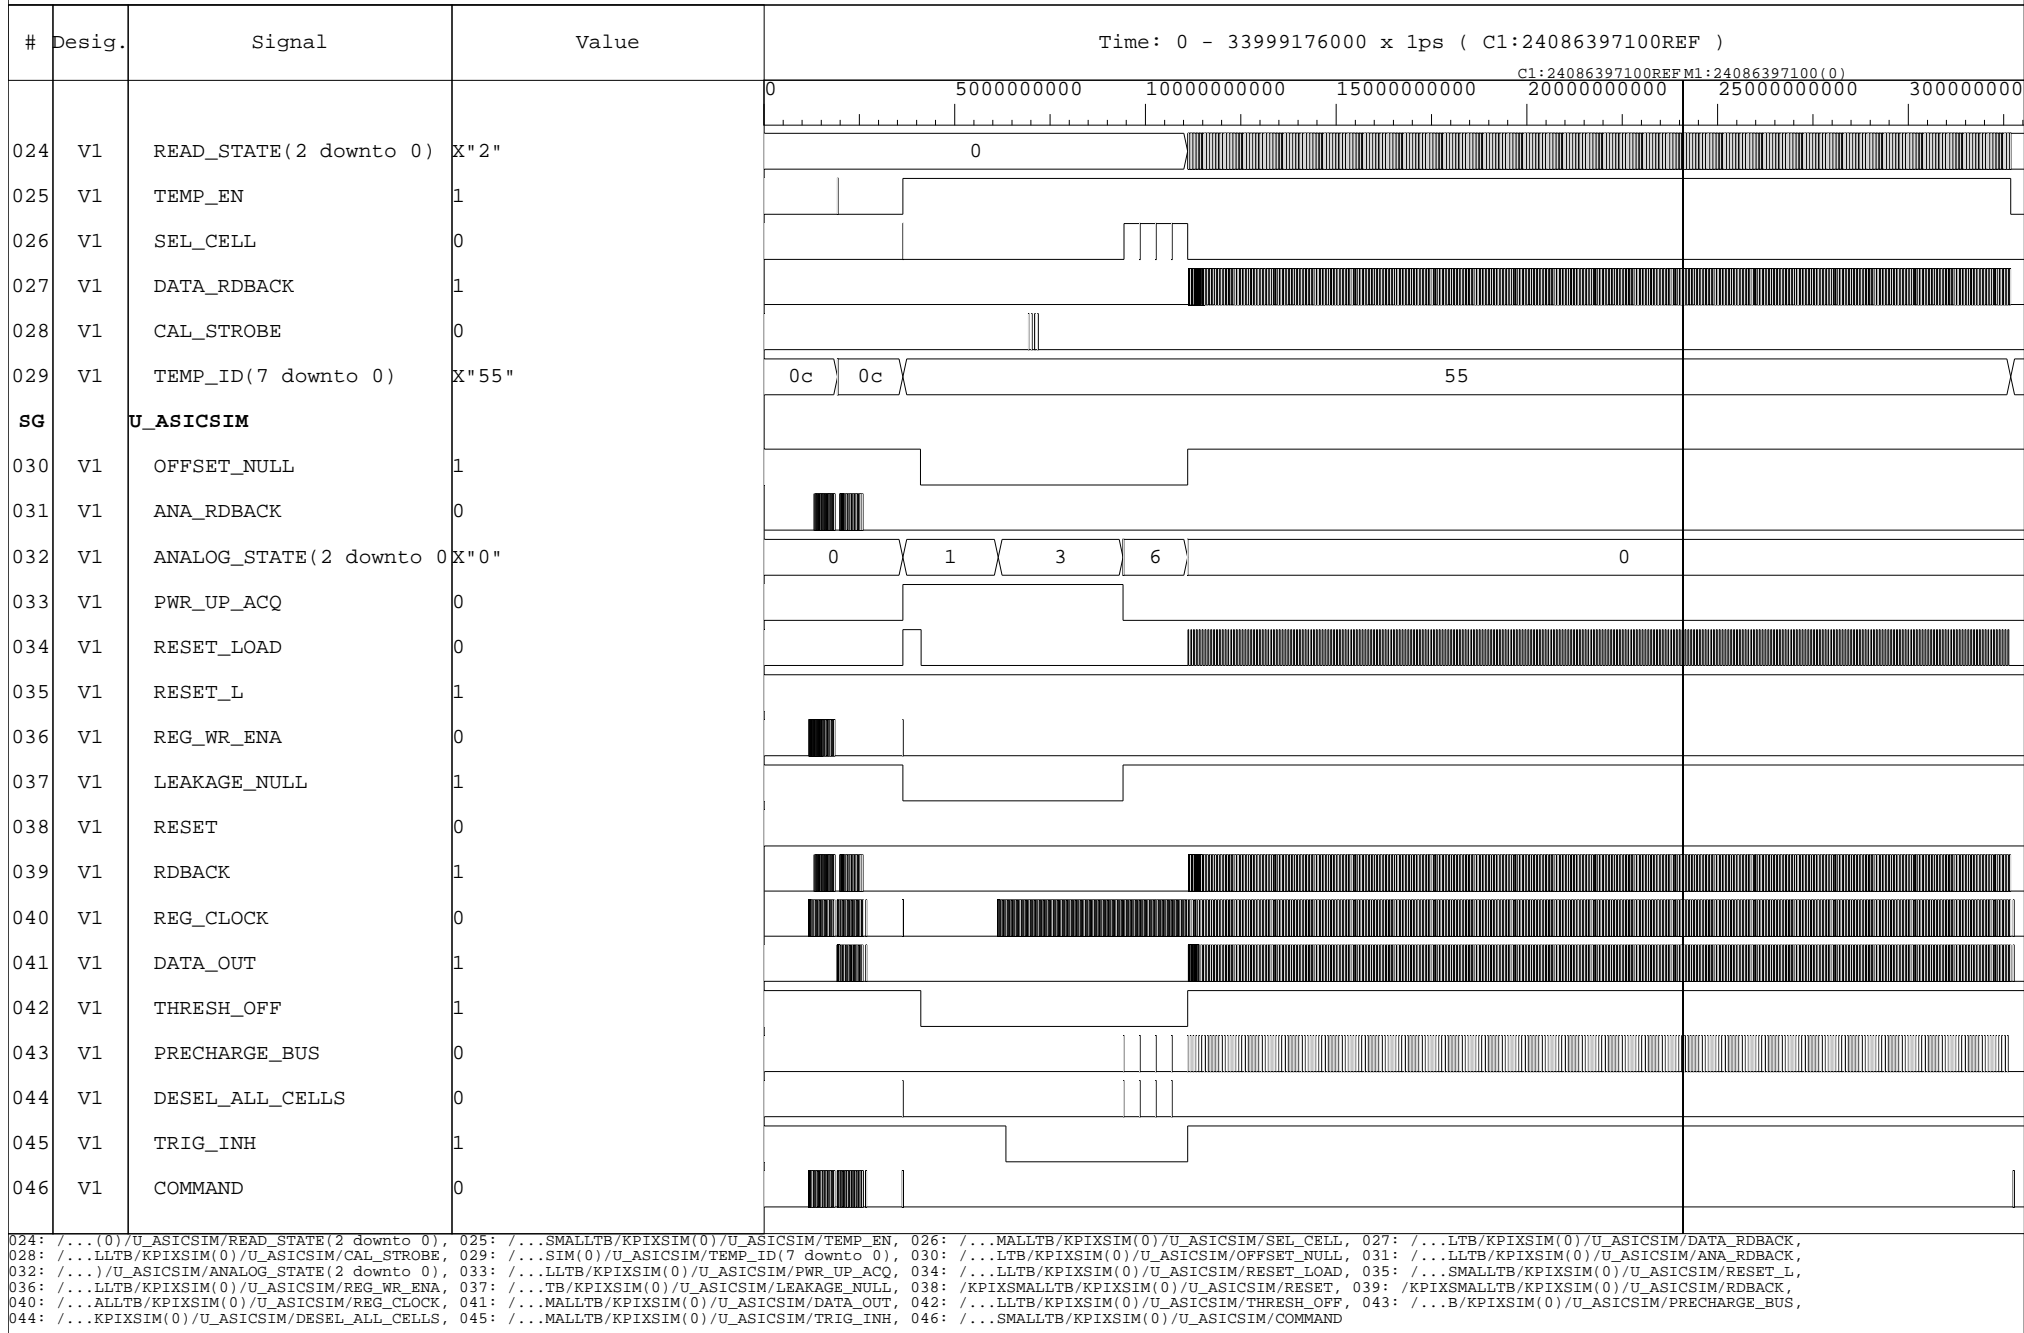 # Desig. Signal Value Time: 0 - 33999176000 x 1ps ( C1:24086397100REF )
C1:24086397100REF M1:24086397100(0)
0 5000000000 10000000000 15000000000 20000000000 25000000000 3000000000
024 V1 READ_STATE(2 downto 0) X"2" 0
025 V1 TEMP_EN 1
026 V1 SEL_CELL 0
027 V1 DATA_RDBACK 1
028 V1 CAL_STROBE 0
029 V1 TEMP_ID(7 downto 0) X"55" 0c 0c 55
SG U_ASICSIM
030 V1 OFFSET_NULL 1
031 V1 ANA_RDBACK 0
032 V1 ANALOG_STATE(2 downto 0 X"0" 0 1 3 6 0
033 V1 PWR_UP_ACQ 0
034 V1 RESET_LOAD 0
035 V1 RESET_L 1
036 V1 REG_WR_ENA 0
037 V1 LEAKAGE_NULL 1
038 V1 RESET 0
039 V1 RDBACK 1
040 V1 REG_CLOCK 0
041 V1 DATA_OUT 1
042 V1 THRESH_OFF 1
043 V1 PRECHARGE_BUS 0
044 V1 DESEL_ALL_CELLS 0
045 V1 TRIG_INH 1
046 V1 COMMAND 0
024: /...(0)/U_ASICSIM/READ_STATE(2 downto 0), 025: /...SMALLTB/KPIXSIM(0)/U_ASICSIM/TEMP_EN, 026: /...MALLTB/KPIXSIM(0)/U_ASICSIM/SEL_CELL, 027: /...LTB/KPIXSIM(0)/U_ASICSIM/DATA_RDBACK,
028: /...LLTB/KPIXSIM(0)/U_ASICSIM/CAL_STROBE, 029: /...SIM(0)/U_ASICSIM/TEMP_ID(7 downto 0), 030: /...LTB/KPIXSIM(0)/U_ASICSIM/OFFSET_NULL, 031: /...LLTB/KPIXSIM(0)/U_ASICSIM/ANA_RDBACK,
032: /...)/U_ASICSIM/ANALOG_STATE(2 downto 0), 033: /...LLTB/KPIXSIM(0)/U_ASICSIM/PWR_UP_ACQ, 034: /...LLTB/KPIXSIM(0)/U_ASICSIM/RESET_LOAD, 035: /...SMALLTB/KPIXSIM(0)/U_ASICSIM/RESET_L,
036: /...LLTB/KPIXSIM(0)/U_ASICSIM/REG_WR_ENA, 037: /...TB/KPIXSIM(0)/U_ASICSIM/LEAKAGE_NULL, 038: /KPIXSMALLTB/KPIXSIM(0)/U_ASICSIM/RESET, 039: /KPIXSMALLTB/KPIXSIM(0)/U_ASICSIM/RDBACK,
040: /...ALLTB/KPIXSIM(0)/U_ASICSIM/REG_CLOCK, 041: /...MALLTB/KPIXSIM(0)/U_ASICSIM/DATA_OUT, 042: /...LLTB/KPIXSIM(0)/U_ASICSIM/THRESH_OFF, 043: /...B/KPIXSIM(0)/U_ASICSIM/PRECHARGE_BUS,
044: /...KPIXSIM(0)/U_ASICSIM/DESEL_ALL_CELLS, 045: /...MALLTB/KPIXSIM(0)/U_ASICSIM/TRIG_INH, 046: /...SMALLTB/KPIXSIM(0)/U_ASICSIM/COMMAND